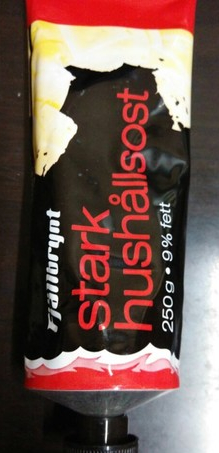 Fjällbrynt
stark
hushållsost
250g • 9% fett